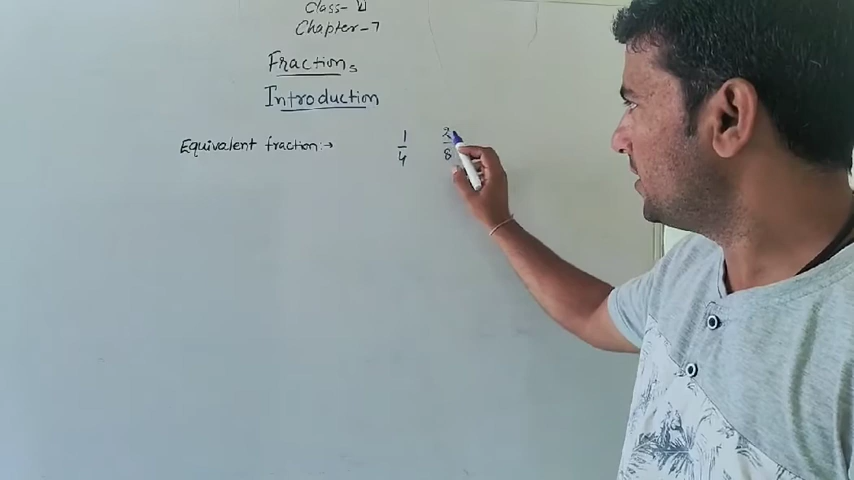 Class - VI
Chapter - 7
Fractions
Introduction
Equivalent fraction:→ 1/4 2/8